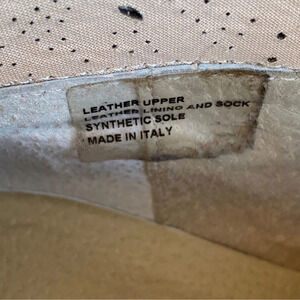 LEATHER UPPER
LEATHER LINING AND SOCK
SYNTHETIC SOLE
MADE IN ITALY